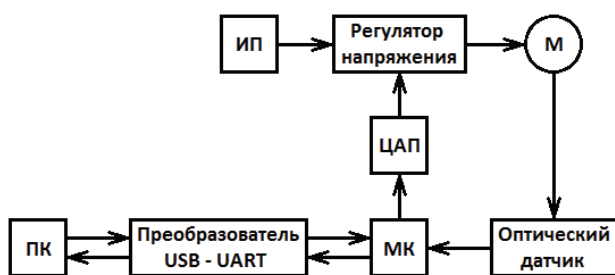 ИП
Регулятор
напряжения
М
ЦАП
ПК
Преобразователь
USB - UART
МК
Оптический
датчик